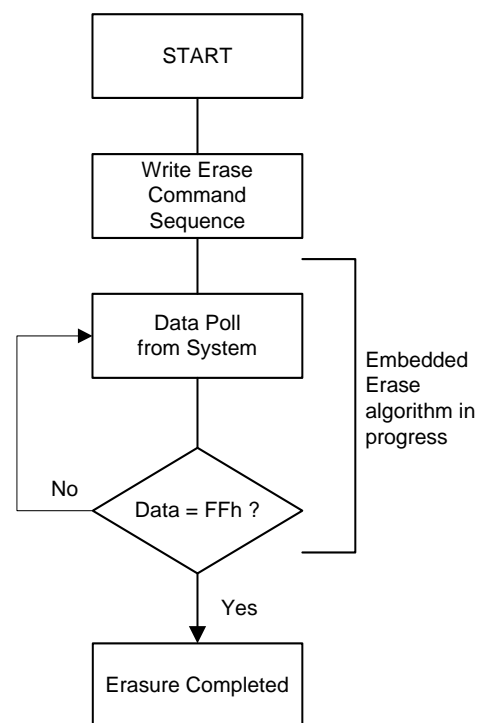 START
Write Erase
Command
Sequence
Data Poll
from System
Embedded
Erase
algorithm in
progress
No
Data = FFh ?
Yes
Erasure Completed